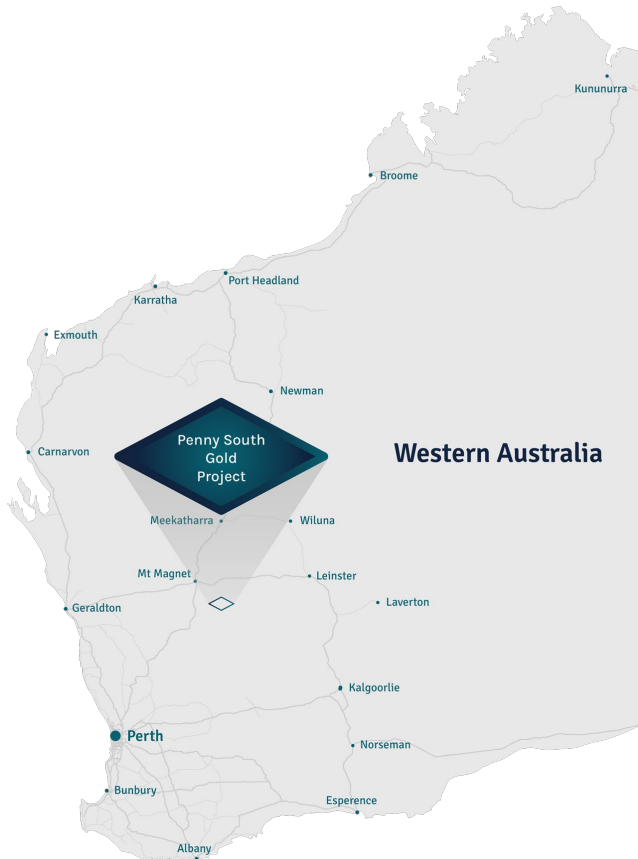 Kununurra
Broome
Port Headland
Karratha
Exmouth
Newman
Penny South
Gold
Project
Western Australia
Carnarvon
Meekatharra
Wiluna
Mt Magnet
Leinster
Laverton
Geraldton
Kalgoorlie
Perth
Norseman
Bunbury
Esperence
Albany